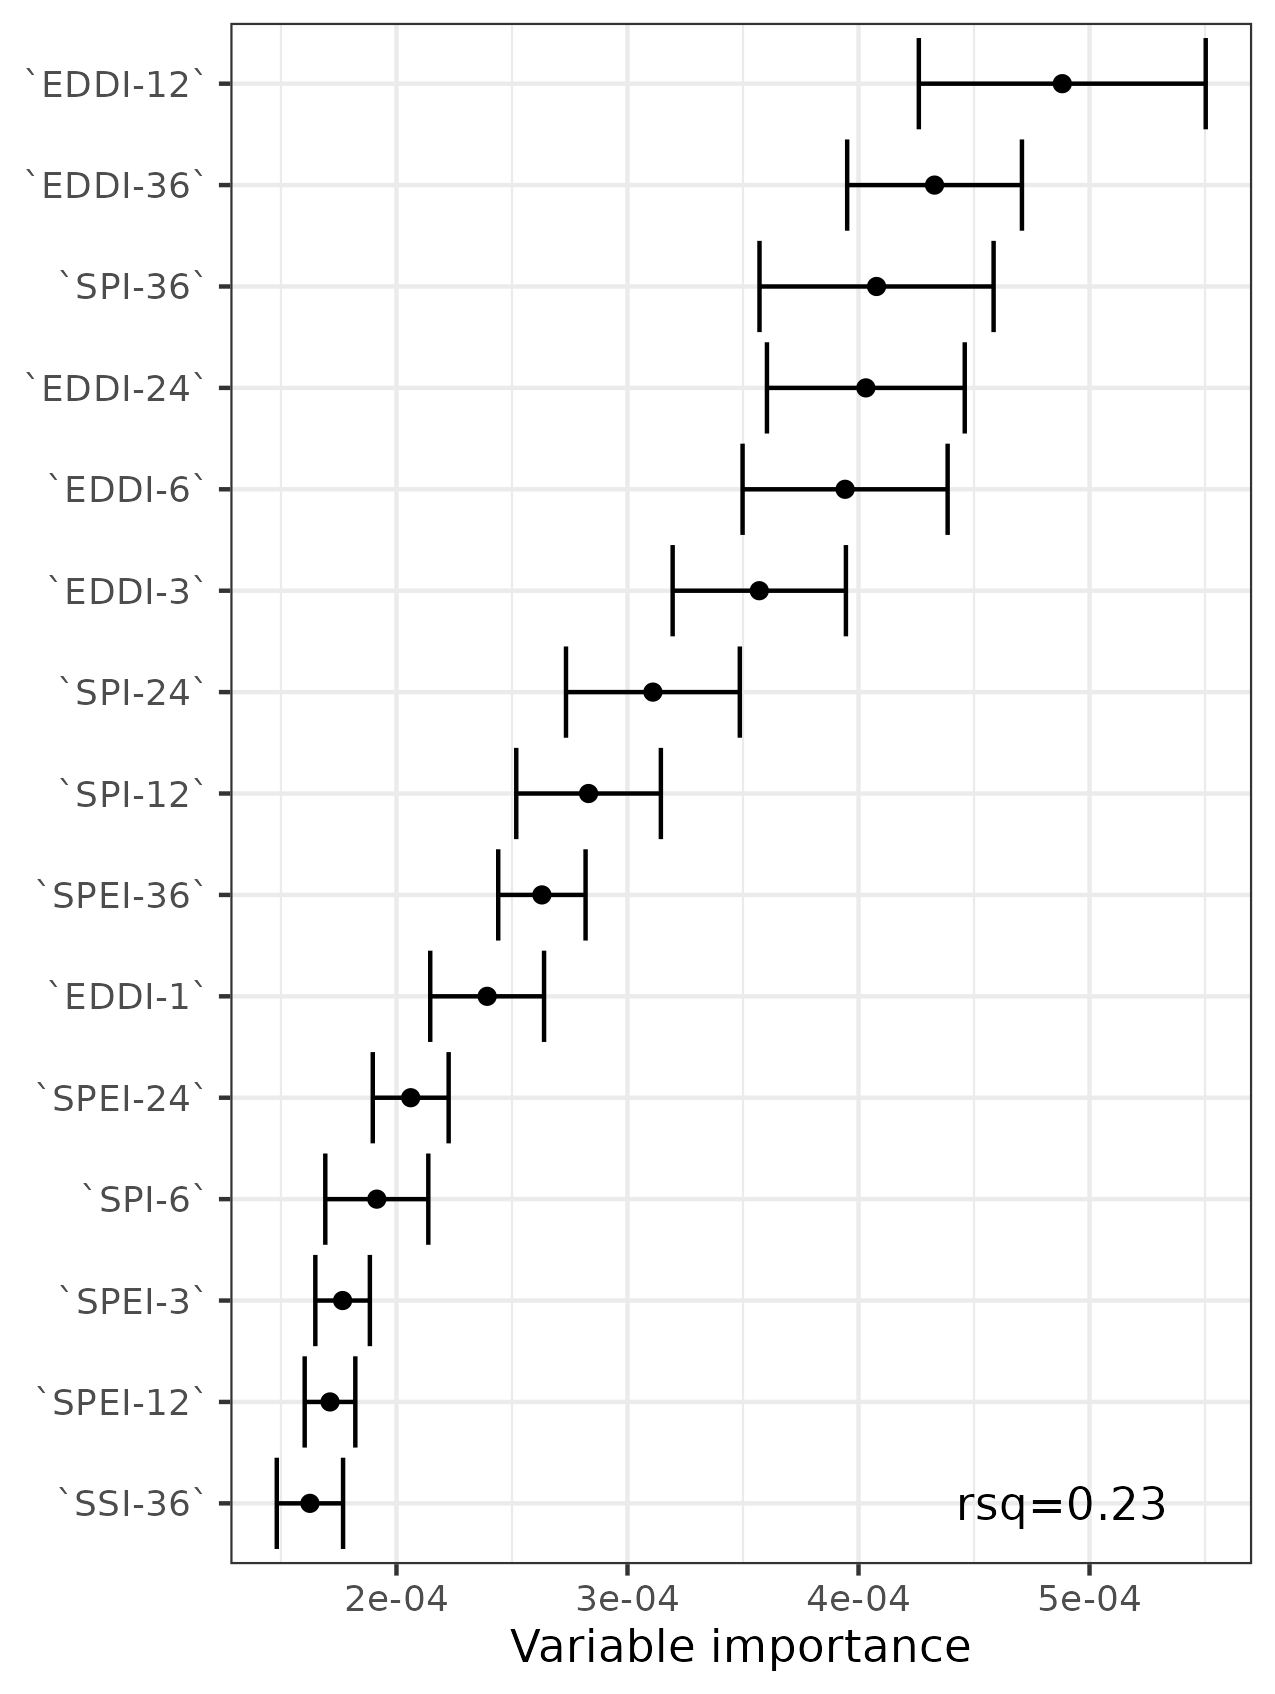 `EDDI-12`
`EDDI-36`
`SPI-36`
`EDDI-24`
`EDDI-6`
`EDDI-3`
`SPI-24`
`SPI-12`
`SPEI-36`
`EDDI-1`
`SPEI-24`
`SPI-6`
`SPEI-3`
`SPEI-12`
`SSI-36`
rsq=0.23
2e-04 3e-04 4e-04 5e-04
Variable importance